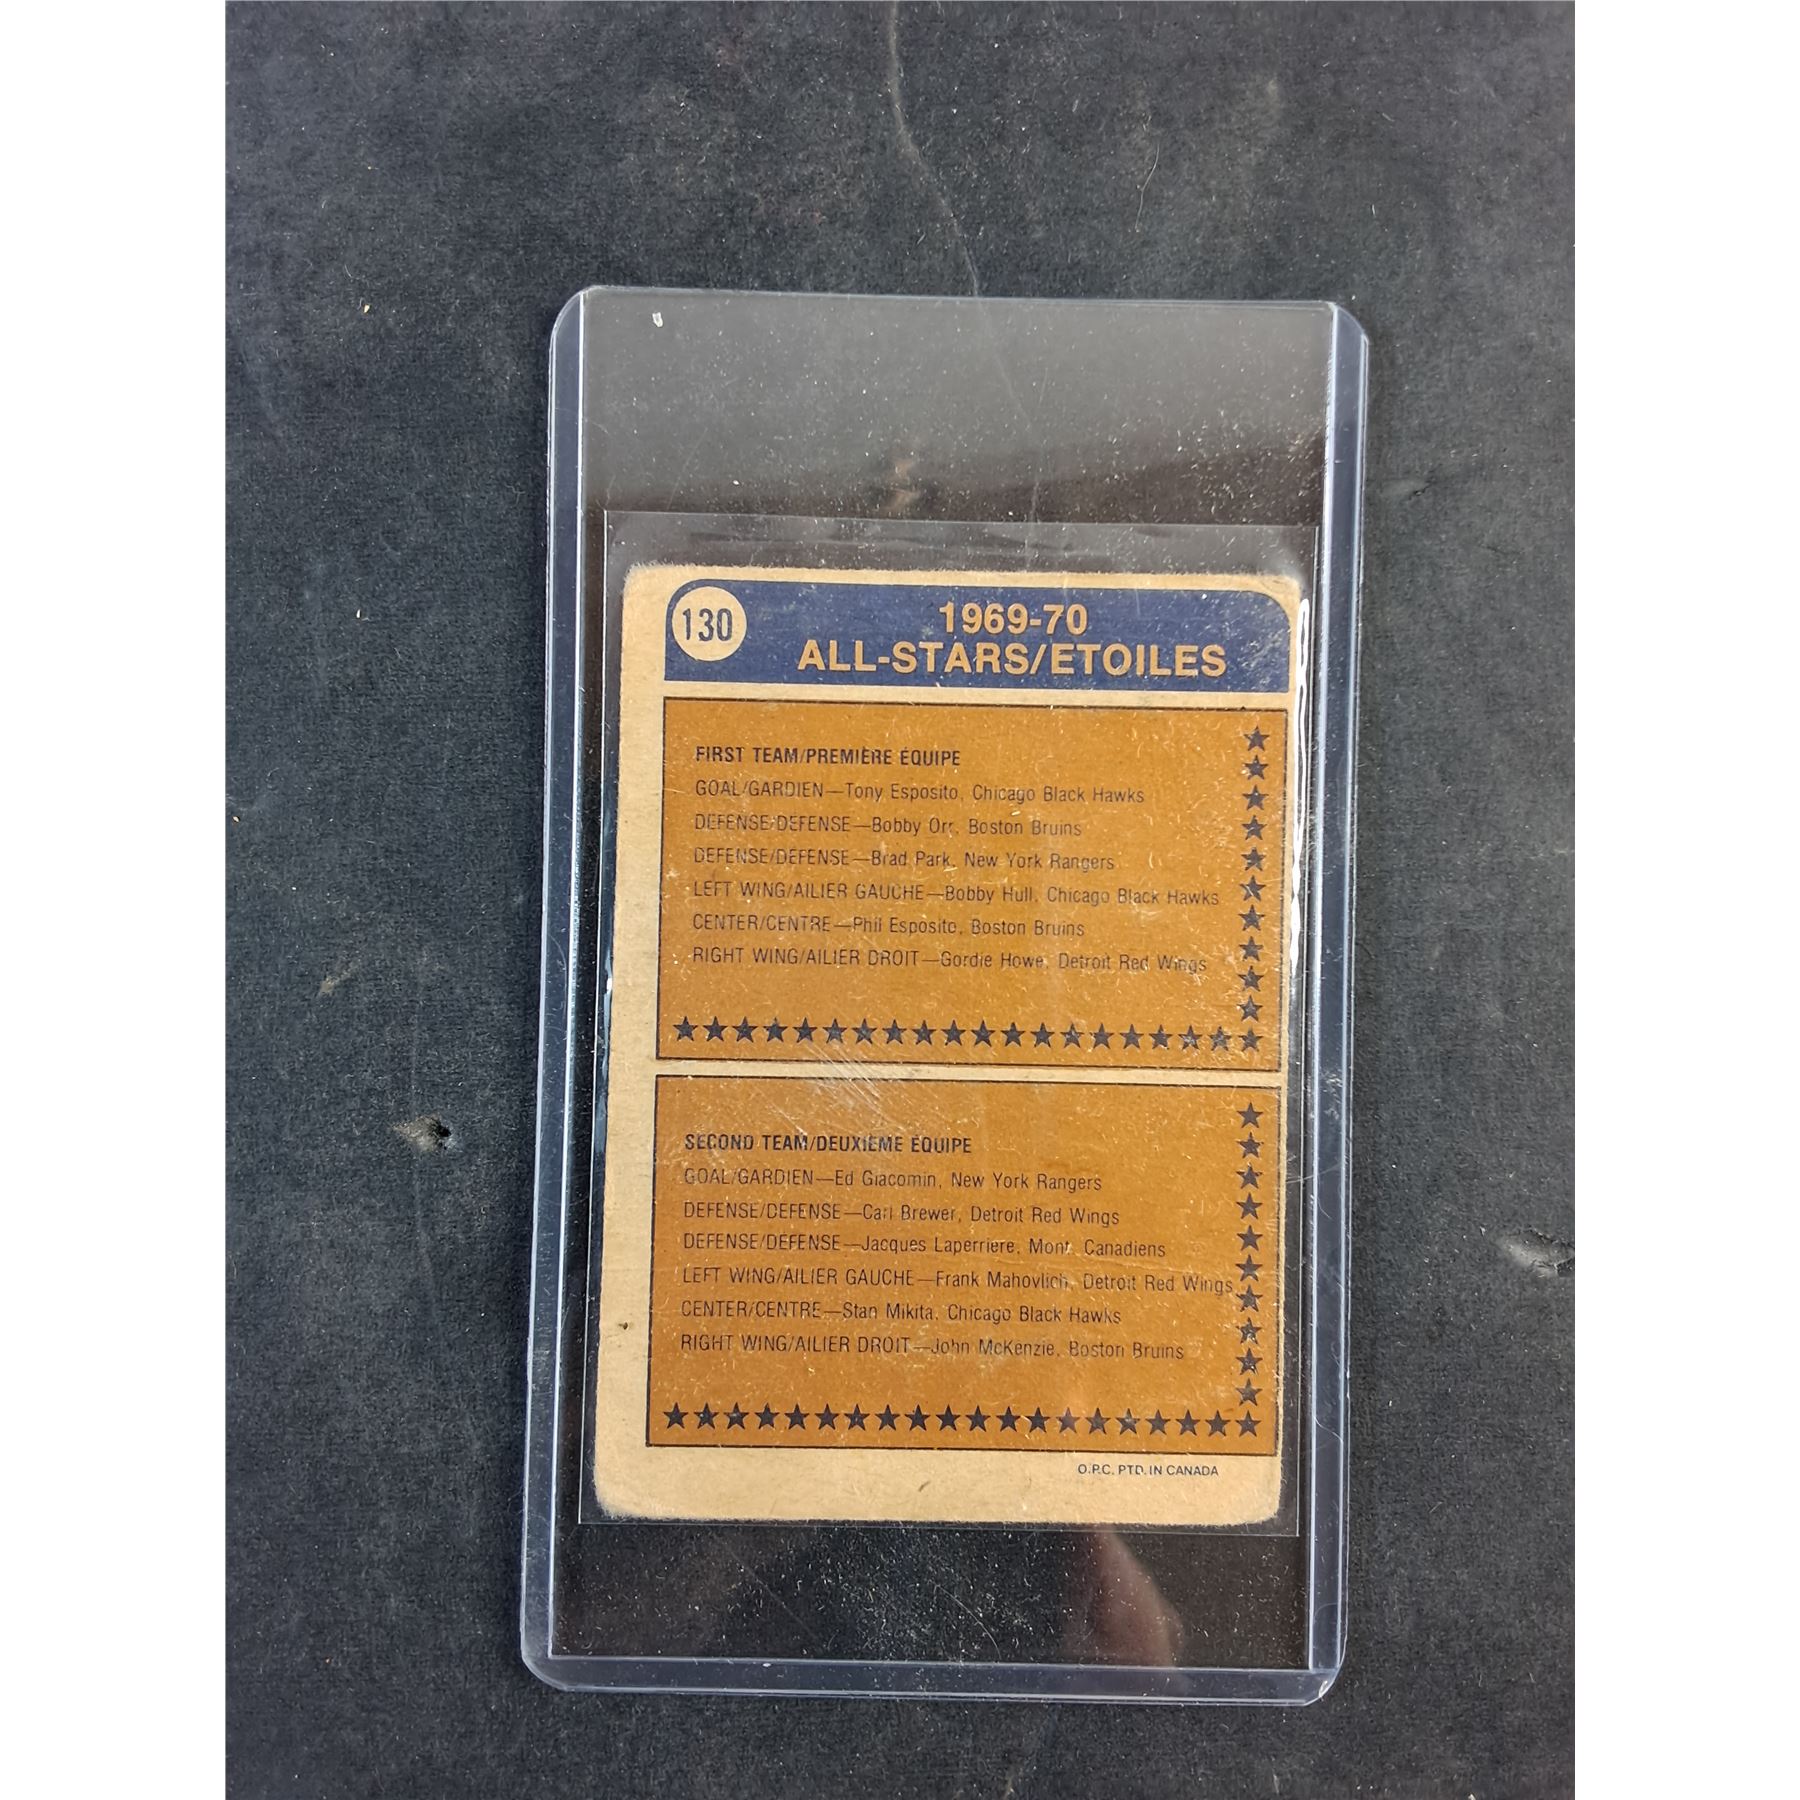 130
1969-70
ALL-STARS/ETOILES
FIRST TEAM/PREMIÈRE ÉQUIPE
GOAL/GARDIEN—Tony Esposito, Chicago Black Hawks
DEFENSE/DÉFENSE—Bobby Orr, Boston Bruins
DEFENSE/DÉFENSE—Brad Park, New York Rangers
LEFT WING/AILIER GAUCHE—Bobby Hull, Chicago Black Hawks
CENTER/CENTRE—Phil Esposito, Boston Bruins
RIGHT WING/AILIER DROIT—Gordie Howe, Detroit Red Wings
SECOND TEAM/DEUXIÈME ÉQUIPE
GOAL/GARDIEN—Ed Giacomin, New York Rangers
DEFENSE/DEFENSE—Carl Brewer, Detroit Red Wings
DEFENSE/DÉFENSE—Jacques Laperriere, Mont. Canadiens
LEFT WING/AILIER GAUCHE—Frank Mahovlich, Detroit Red Wings
CENTER/CENTRE—Stan Mikita, Chicago Black Hawks
RIGHT WING/AILIER DROIT—John McKenzie, Boston Bruins
O.P.C. PTD. IN CANADA